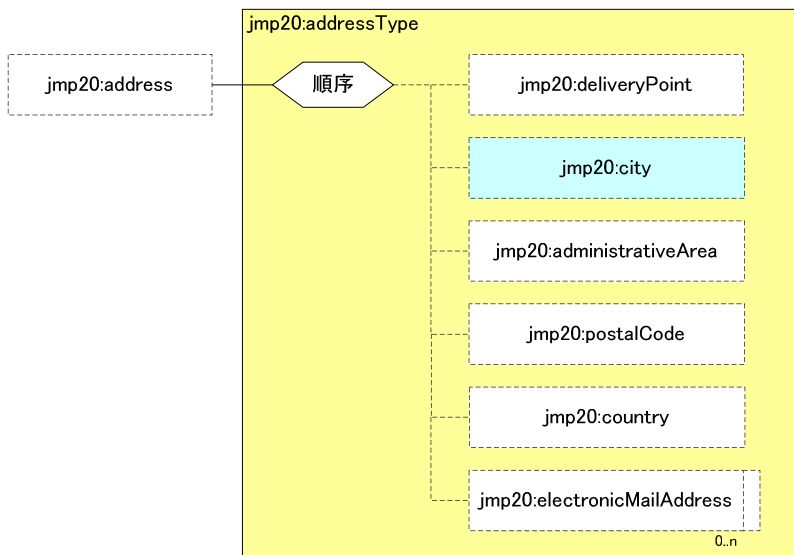 jmp20:addressType
jmp20:address
順序
jmp20:deliveryPoint
jmp20:city
jmp20:administrativeArea
jmp20:postalCode
jmp20:country
jmp20:electronicMailAddress
0..n